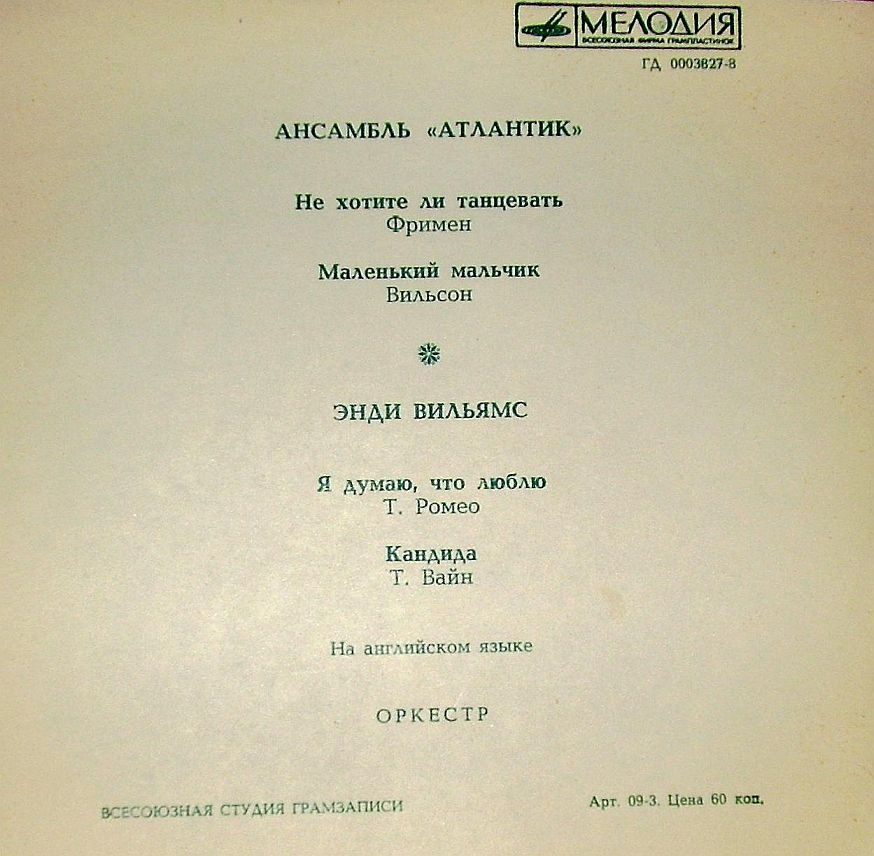 МЕЛОДИЯ
ВСЕСОЮЗНАЯ ФИРМА ГРАМПЛАСТИНОК
ГД 0003827-8
АНСАМБЛЬ «АТЛАНТИК»
Не хотите ли танцевать
Фримен
Маленький мальчик
Вильсон
ЭНДИ ВИЛЬЯМС
Я думаю, что люблю
Т. Ромео
Кандида
Т. Вайн
На английском языке
ОРКЕСТР
ВСЕСОЮЗНАЯ СТУДИЯ ГРАМЗАПИСИ
Арт. 09-3. Цена 60 коп.